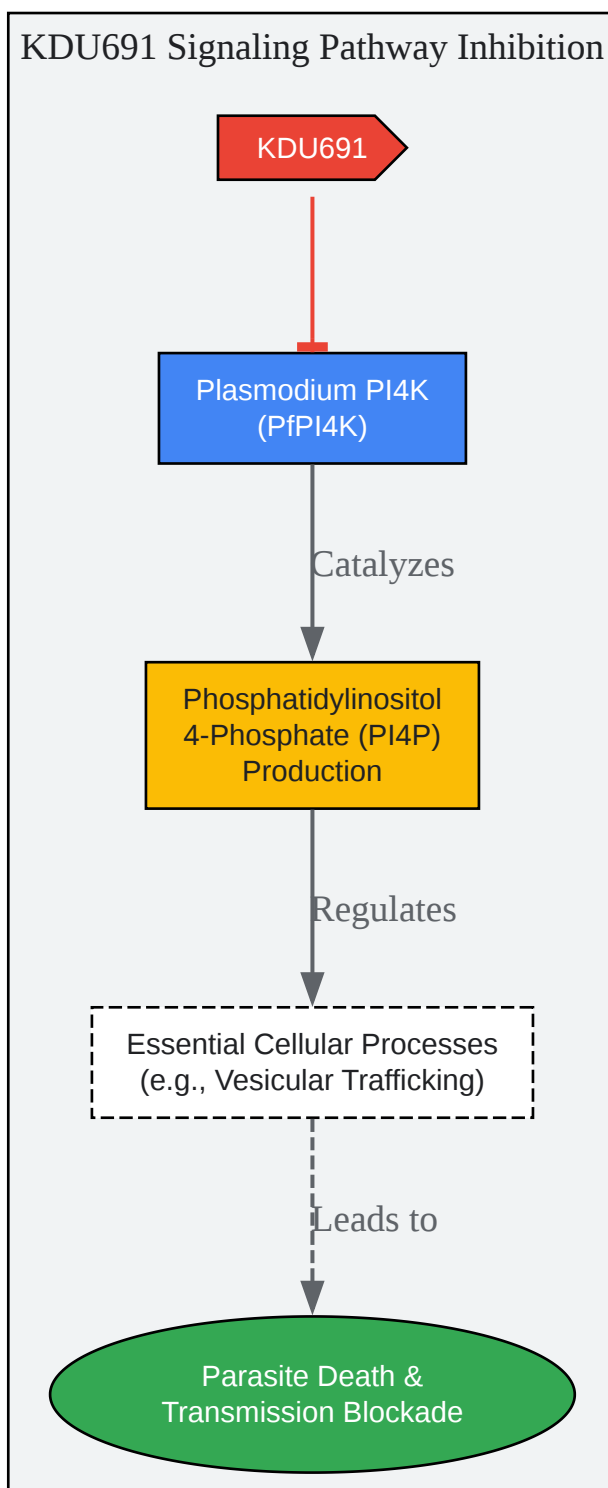 KDU691 Signaling Pathway Inhibition
KDU691
Plasmodium PI4K
(PfPI4K)
Catalyzes
Phosphatidylinositol
4-Phosphate (PI4P)
Production
Regulates
Essential Cellular Processes
(e.g., Vesicular Trafficking)
Leads to
Parasite Death &
Transmission Blockade